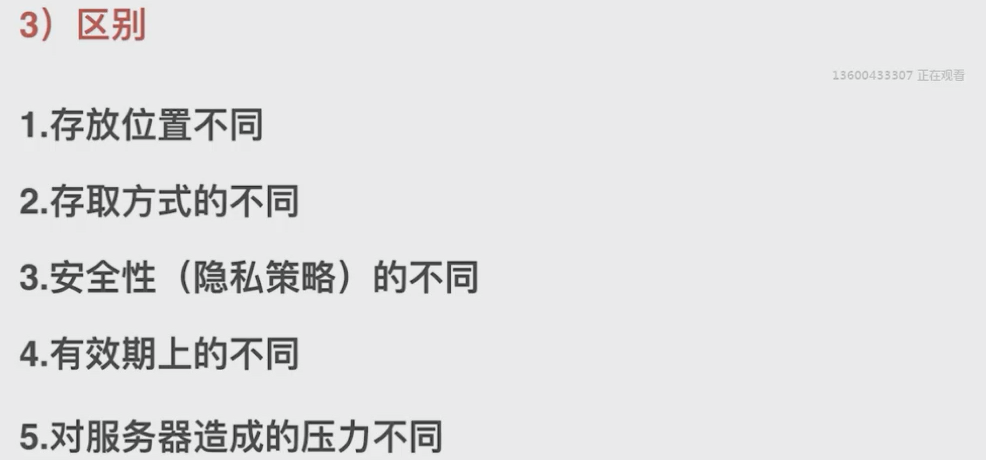 3）区别
13600433307 正在观看
1.存放位置不同
2.存取方式的不同
3.安全性（隐私策略）的不同
4.有效期上的不同
5.对服务器造成的压力不同